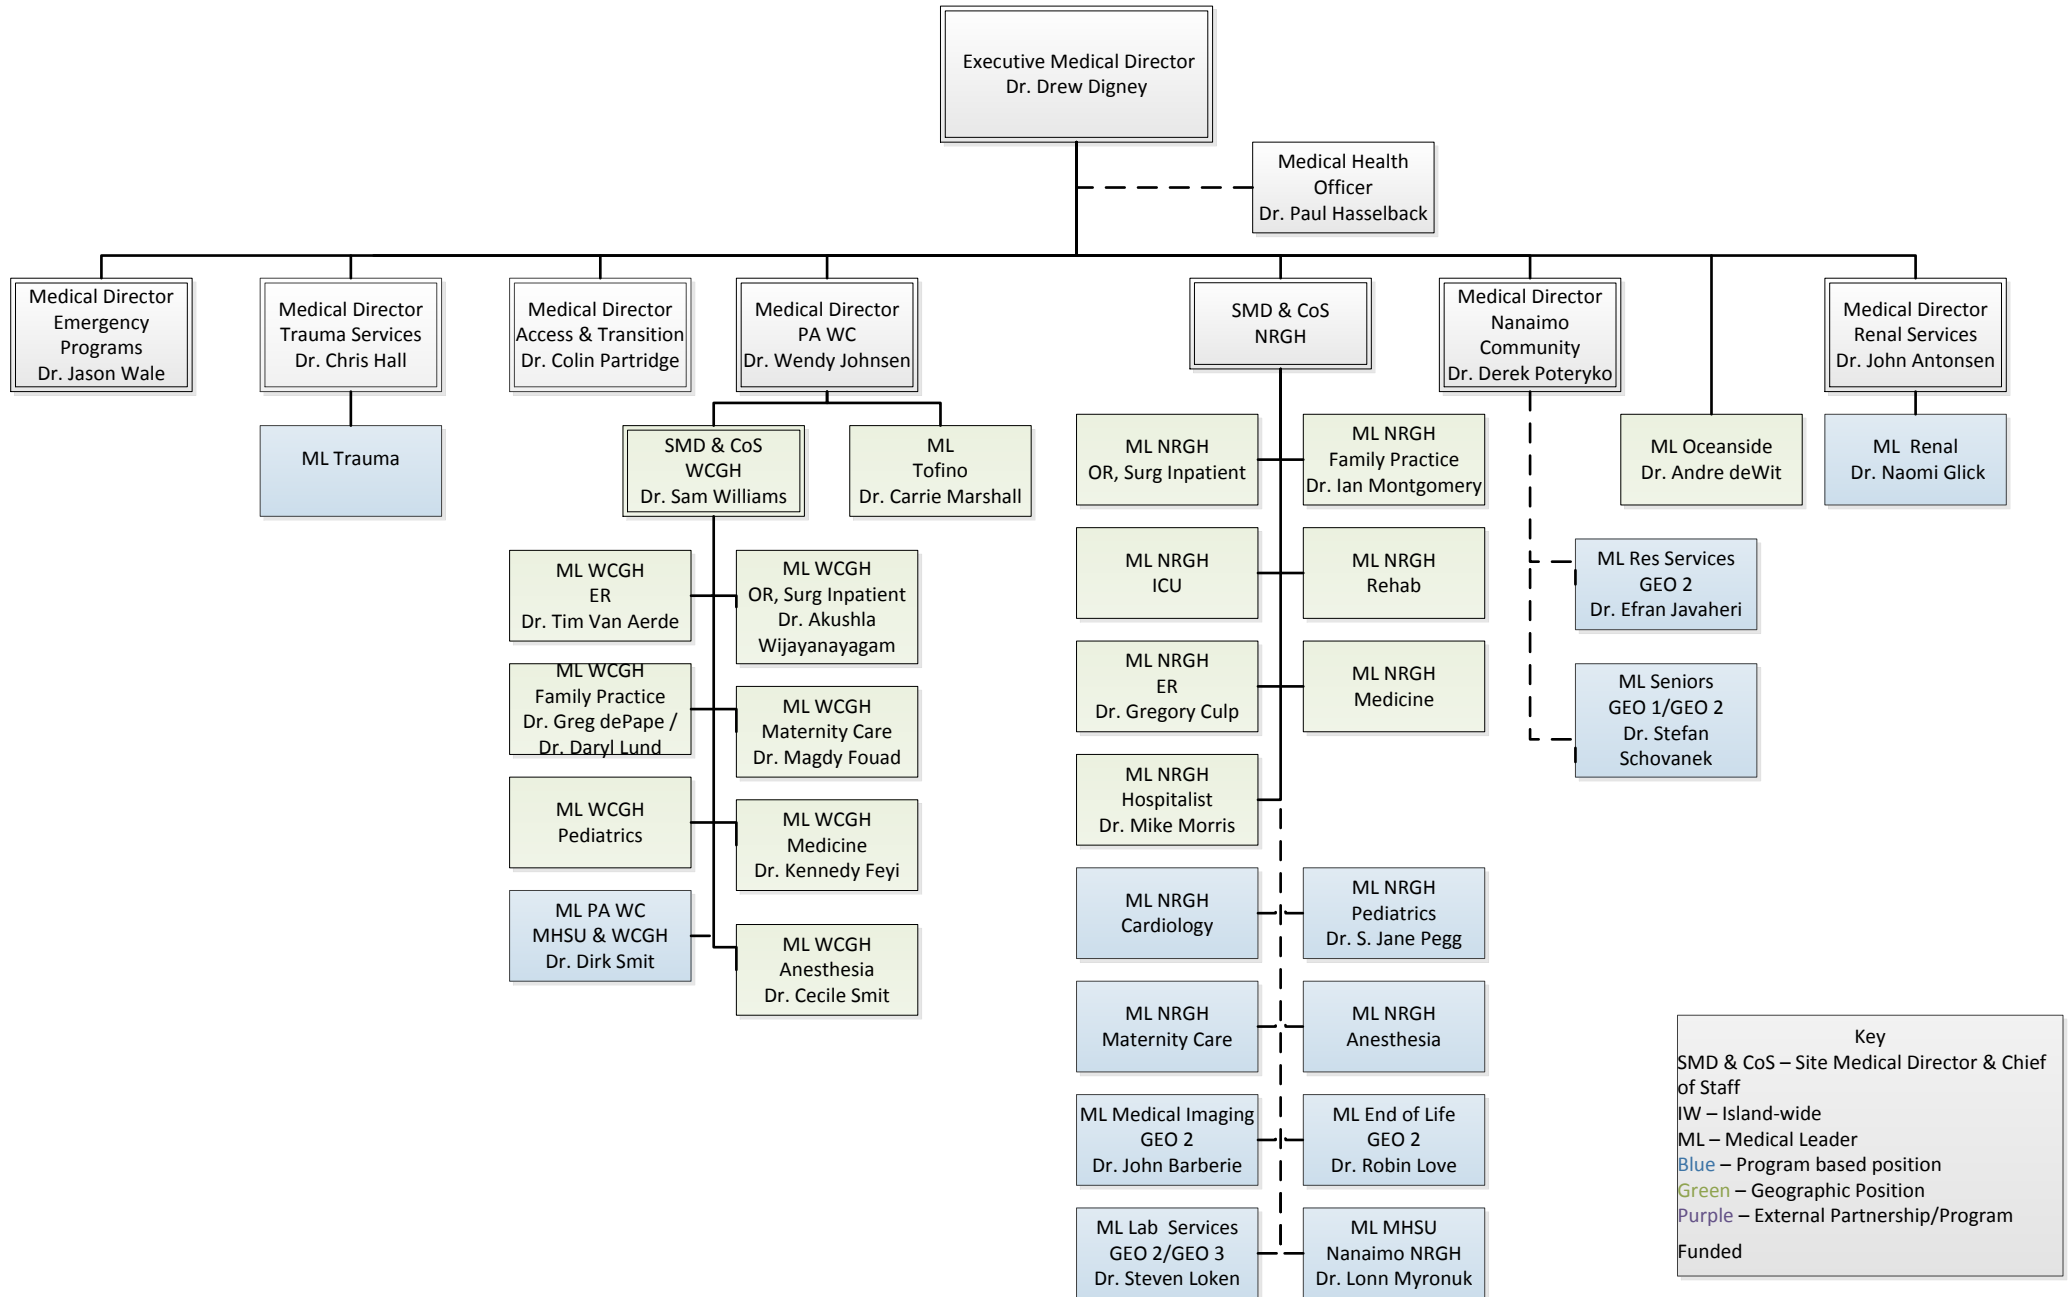 Executive Medical Director
Dr. Drew Digney
Medical Health
Officer
Dr. Paul Hasselback
Medical Director
Emergency
Programs
Dr. Jason Wale
Medical Director
Trauma Services
Dr. Chris Hall
Medical Director
Access & Transition
Dr. Colin Partridge
Medical Director
PA WC
Dr. Wendy Johnsen
SMD & CoS
NRGH
Medical Director
Nanaimo
Community
Dr. Derek Poteryko
Medical Director
Renal Services
Dr. John Antonsen
ML Trauma
SMD & CoS
WCGH
Dr. Sam Williams
ML
Tofino
Dr. Carrie Marshall
ML NRGH
OR, Surg Inpatient
ML NRGH
Family Practice
Dr. Ian Montgomery
ML Oceanside
Dr. Andre deWit
ML Renal
Dr. Naomi Glick
ML WCGH
ER
Dr. Tim Van Aerde
ML WCGH
OR, Surg Inpatient
Dr. Akushla
Wijayanayagam
ML NRGH
ICU
ML NRGH
Rehab
ML Res Services
GEO 2
Dr. Efran Javaheri
ML WCGH
Family Practice
Dr. Greg dePape /
Dr. Daryl Lund
ML WCGH
Maternity Care
Dr. Magdy Fouad
ML NRGH
ER
Dr. Gregory Culp
ML NRGH
Medicine
ML Seniors
GEO 1/GEO 2
Dr. Stefan
Schovanek
ML WCGH
Pediatrics
ML WCGH
Medicine
Dr. Kennedy Feyi
ML NRGH
Hospitalist
Dr. Mike Morris
ML PA WC
MHSU & WCGH
Dr. Dirk Smit
ML WCGH
Anesthesia
Dr. Cecile Smit
ML NRGH
Cardiology
ML NRGH
Pediatrics
Dr. S. Jane Pegg
ML NRGH
Maternity Care
ML NRGH
Anesthesia
ML Medical Imaging
GEO 2
Dr. John Barberie
ML End of Life
GEO 2
Dr. Robin Love
ML Lab Services
GEO 2/GEO 3
Dr. Steven Loken
ML MHSU
Nanaimo NRGH
Dr. Lonn Myronuk
Key
SMD & CoS – Site Medical Director & Chief
of Staff
IW – Island-wide
ML – Medical Leader
Blue – Program based position
Green – Geographic Position
Purple – External Partnership/Program
Funded